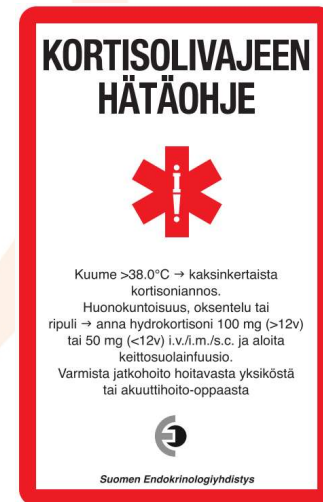 KORTISOLIVAJEEN
HÄTÄOHJE
Kuume >38.0°C → kaksinkertaista
kortisoniannos.
Huonokuntoisuus, oksentelu tai
ripuli → anna hydrokortisoni 100 mg (>12v)
tai 50 mg (<12v) i.v./i.m./s.c. ja aloita
keittosuolainfuusio.
Varmista jatkohoito hoitavasta yksiköstä
tai akuuttihoito-oppaasta
Suomen Endokrinologiyhdistys